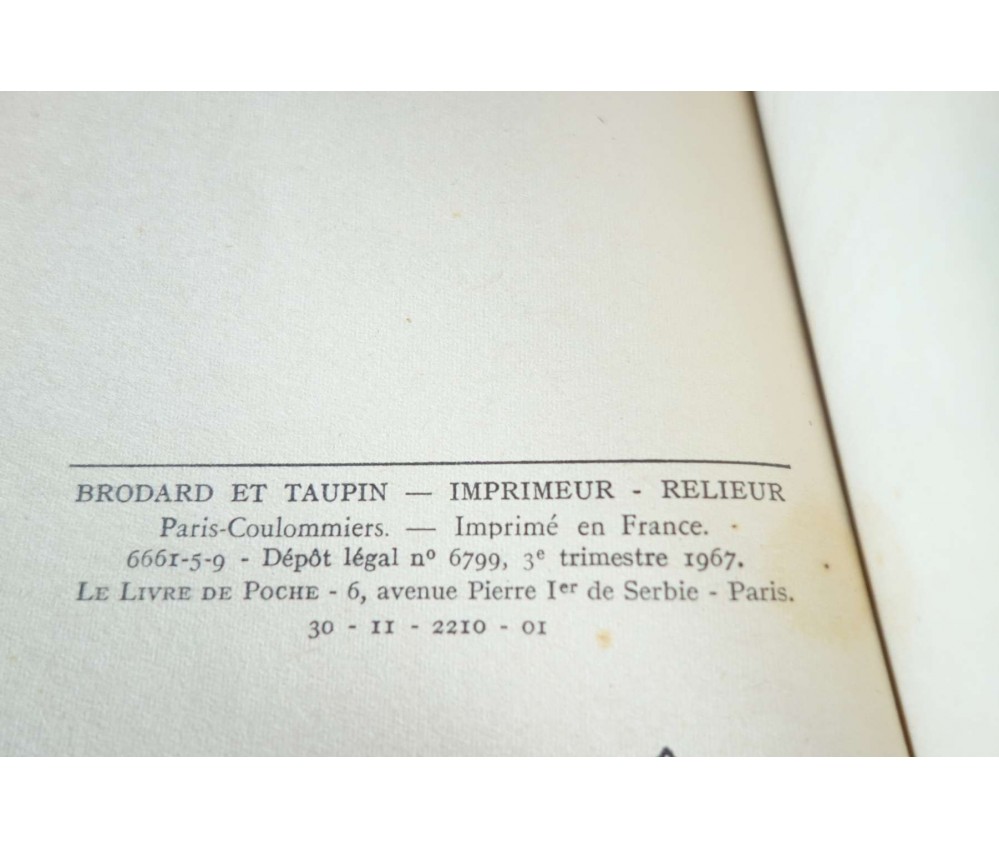 BRODARD ET TAUPIN — IMPRIMEUR - RELIEUR
Paris-Coulommiers. — Imprimé en France.
6661-5-9 - Dépôt légal nº 6799, 3e trimestre 1967.
LE LIVRE DE POCHE - 6, avenue Pierre Ier de Serbie - Paris.
30 - 11 - 2210 - 01